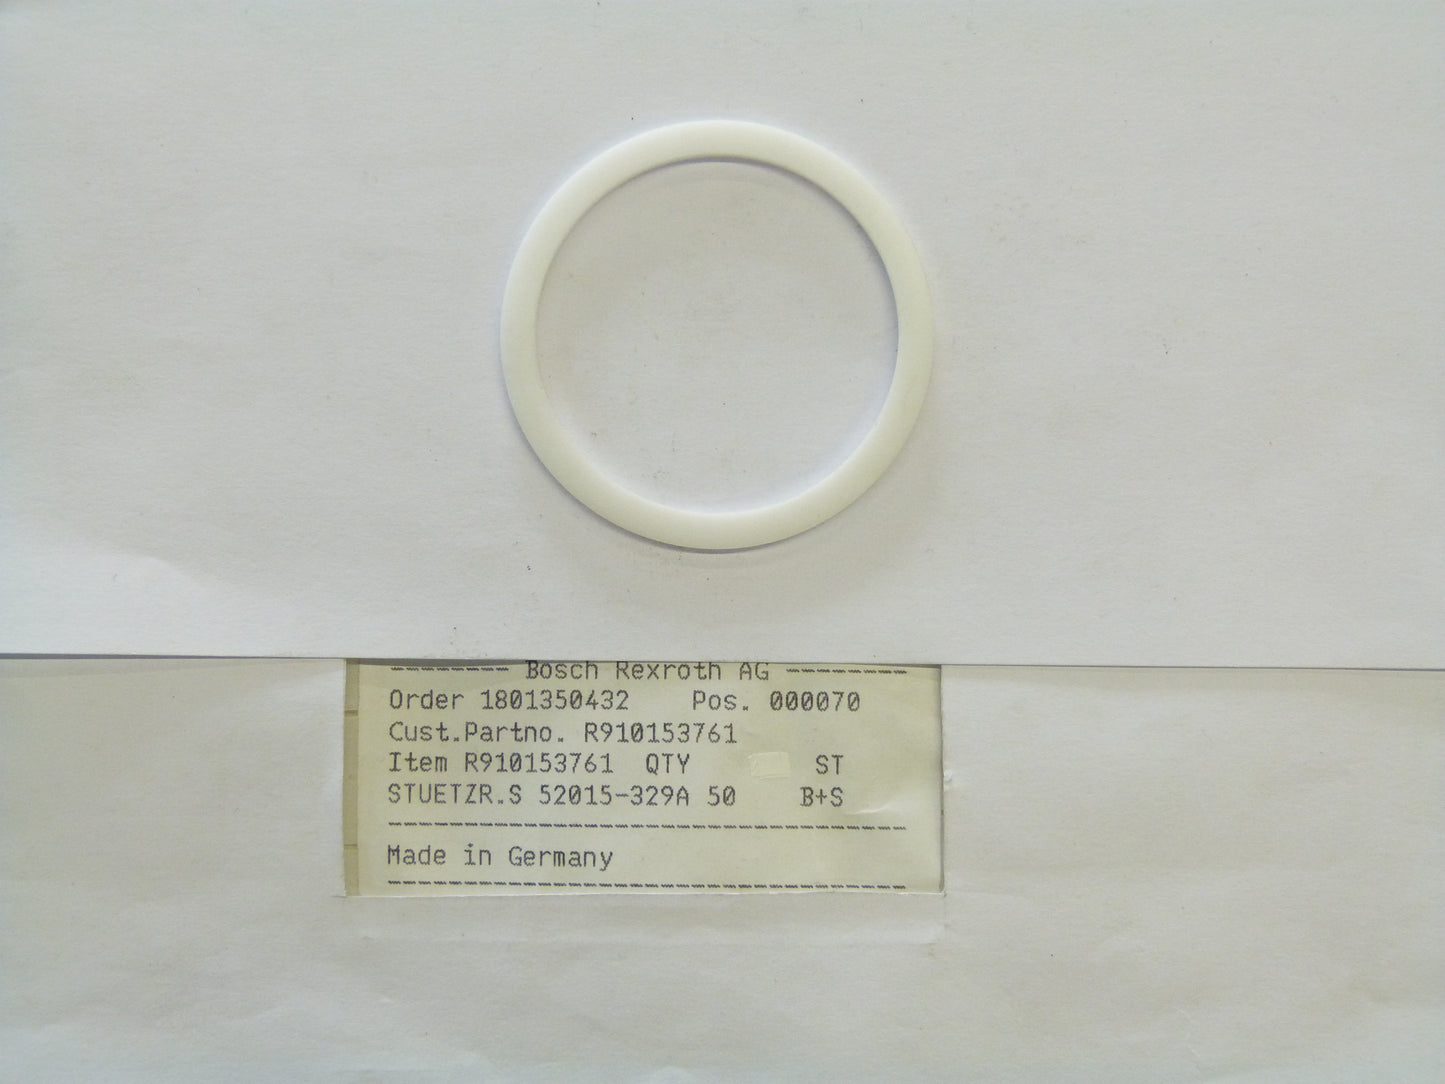 Bosch Rexroth AG
Order 1801350432 Pos. 000070
Cust.Partno. R910153761
Item R910153761 QTY ST
STUETZR.S 52015-329A 50 B+S
Made in Germany